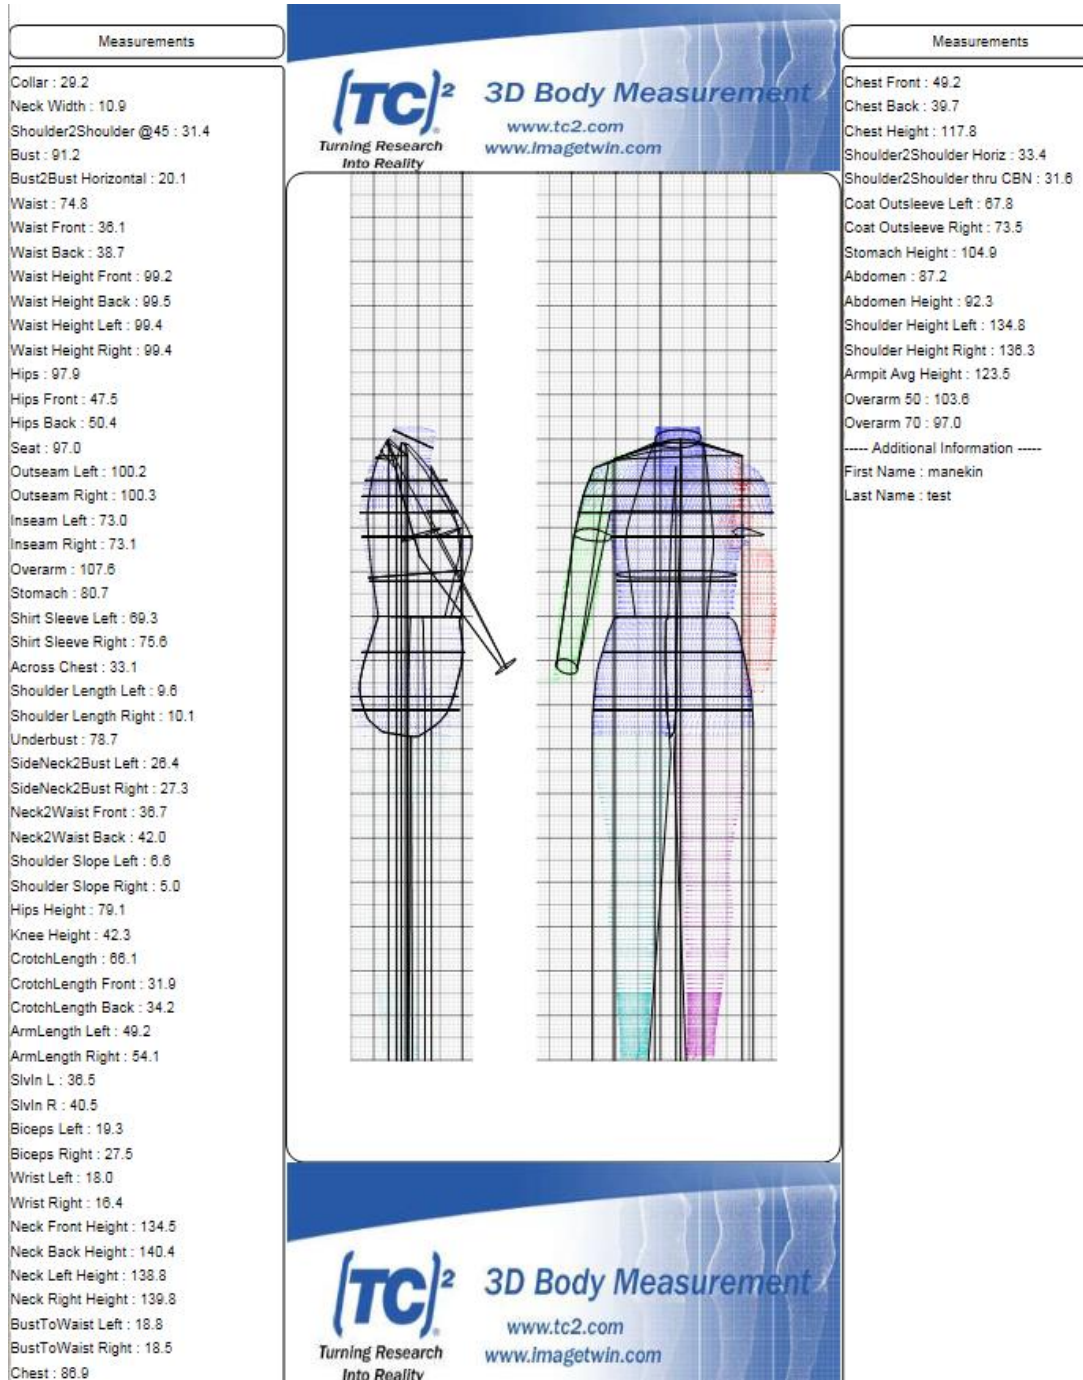 Measurements
Collar : 29.2
Neck Width : 10.9
Shoulder2Shoulder @45 : 31.4
Bust : 91.2
Bust2Bust Horizontal : 20.1
Waist : 74.8
Waist Front : 36.1
Waist Back : 38.7
Waist Height Front : 99.2
Waist Height Back : 99.5
Waist Height Left : 99.4
Waist Height Right : 99.4
Hips : 97.9
Hips Front : 47.5
Hips Back : 50.4
Seat : 97.0
Outseam Left : 100.2
Outseam Right : 100.3
Inseam Left : 73.0
Inseam Right : 73.1
Overarm : 107.6
Stomach : 80.7
Shirt Sleeve Left : 69.3
Shirt Sleeve Right : 75.6
Across Chest : 33.1
Shoulder Length Left : 9.6
Shoulder Length Right : 10.1
Underbust : 78.7
SideNeck2Bust Left : 26.4
SideNeck2Bust Right : 27.3
Neck2Waist Front : 36.7
Neck2Waist Back : 42.0
Shoulder Slope Left : 6.6
Shoulder Slope Right : 5.0
Hips Height : 79.1
Knee Height : 42.3
CrotchLength : 66.1
CrotchLength Front : 31.9
CrotchLength Back : 34.2
ArmLength Left : 49.2
ArmLength Right : 54.1
SlvIn L : 36.5
SlvIn R : 40.5
Biceps Left : 19.3
Biceps Right : 27.5
Wrist Left : 18.0
Wrist Right : 16.4
Neck Front Height : 134.5
Neck Back Height : 140.4
Neck Left Height : 138.8
Neck Right Height : 139.8
BustToWaist Left : 18.8
BustToWaist Right : 18.5
Chest : 86.9
[TC]²
Turning Research
Into Reality
3D Body Measurement
www.tc2.com
www.imagetwin.com
[TC]²
Turning Research
Into Reality
3D Body Measurement
www.tc2.com
www.imagetwin.com
Measurements
Chest Front : 49.2
Chest Back : 39.7
Chest Height : 117.8
Shoulder2Shoulder Horiz : 33.4
Shoulder2Shoulder thru CBN : 31.6
Coat Outsleeve Left : 67.8
Coat Outsleeve Right : 73.5
Stomach Height : 104.9
Abdomen : 87.2
Abdomen Height : 92.3
Shoulder Height Left : 134.8
Shoulder Height Right : 136.3
Armpit Avg Height : 123.5
Overarm 50 : 103.6
Overarm 70 : 97.0
----- Additional Information -----
First Name : manekin
Last Name : test